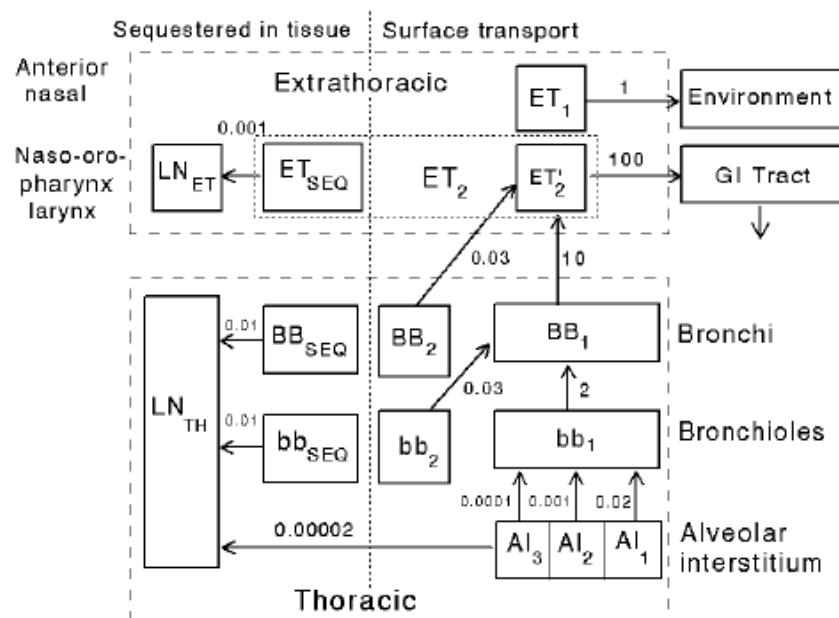 Sequestered in tissue
Surface transport
Anterior
nasal
Extrathoracic
ET1
1
Environment
Naso-oro-
pharynx
larynx
LNET
0.001
ETSEQ
ET2
ET'2
100
GI Tract
0.03
10
LNTH
0.01
BBSEQ
BB2
BB1
Bronchi
0.03
2
0.01
bbSEQ
bb2
bb1
Bronchioles
0.0001
0.001
0.02
0.00002
AI3
AI2
AI1
Alveolar
interstitium
Thoracic